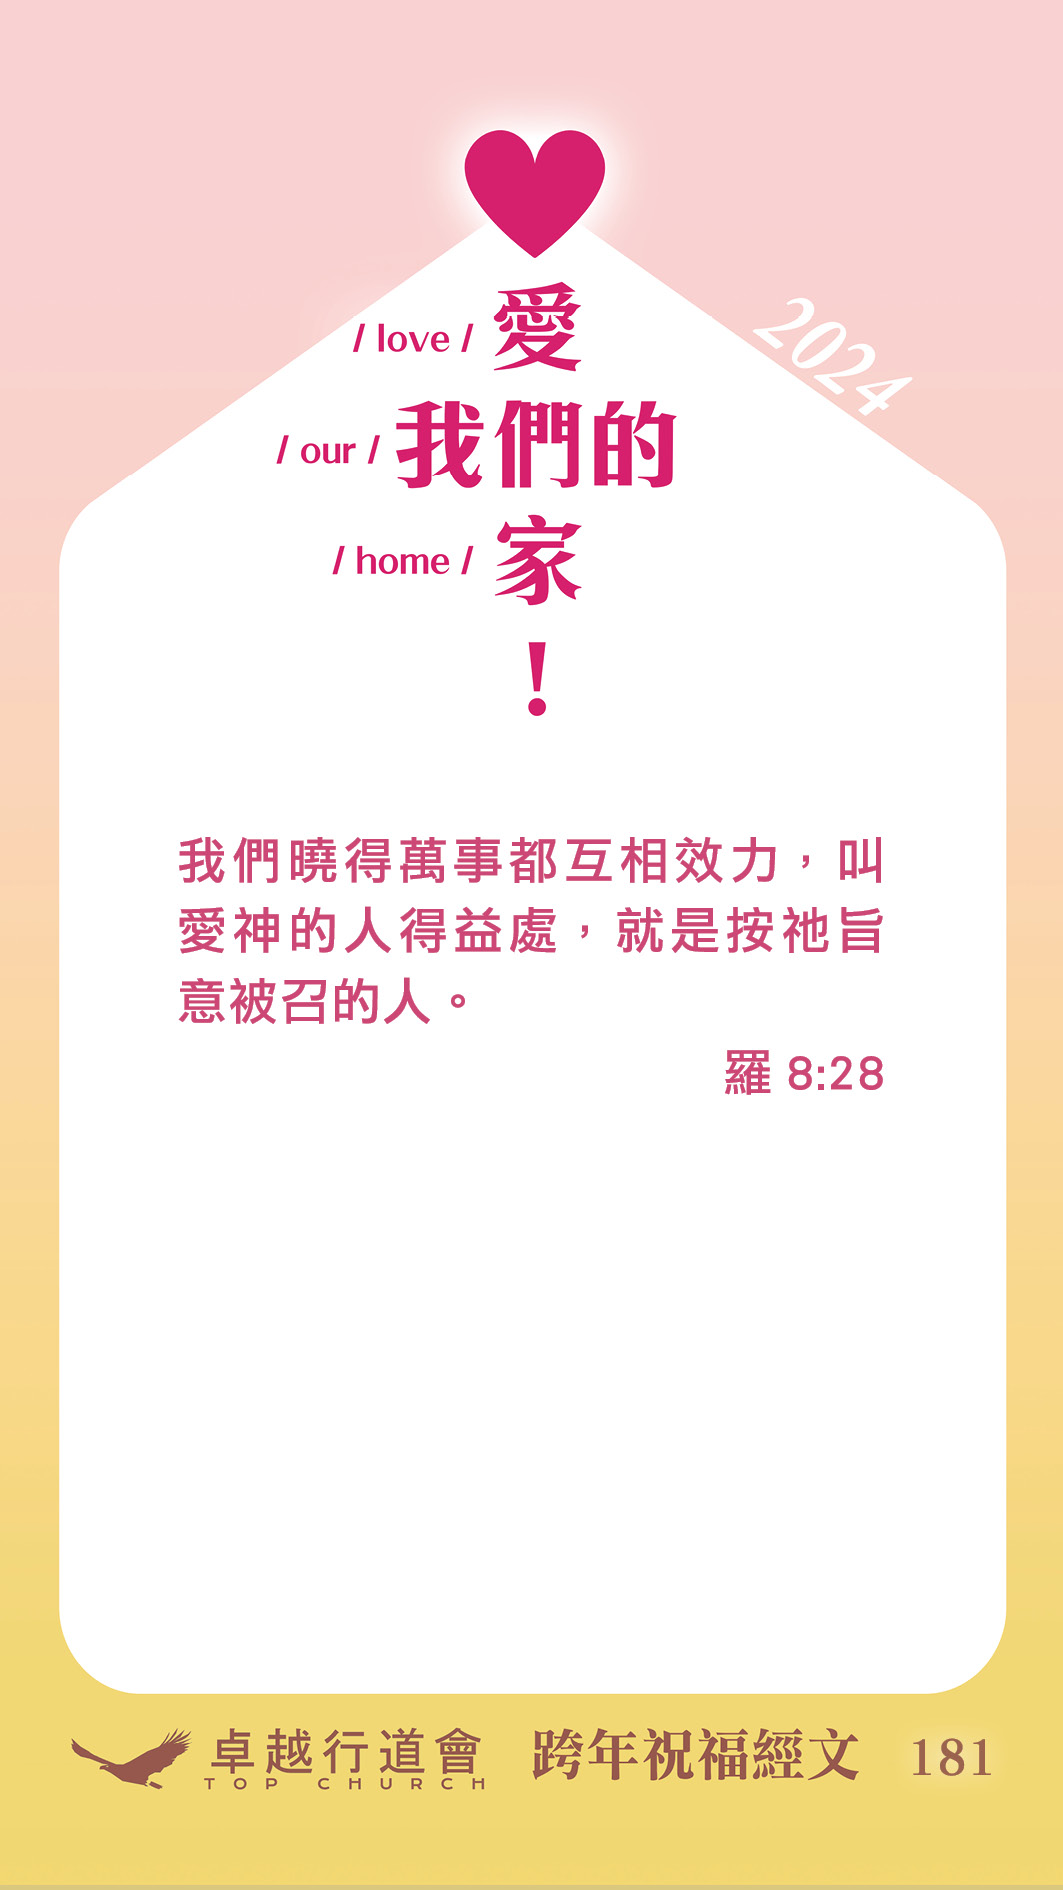 2024
/ love / 愛
/ our / 我們的
/ home / 家
!
我們曉得萬事都互相效力，叫
愛神的人得益處，就是按祂旨
意被召的人。
羅 8:28
卓越行道會
TOP CHURCH
跨年祝福經文 181